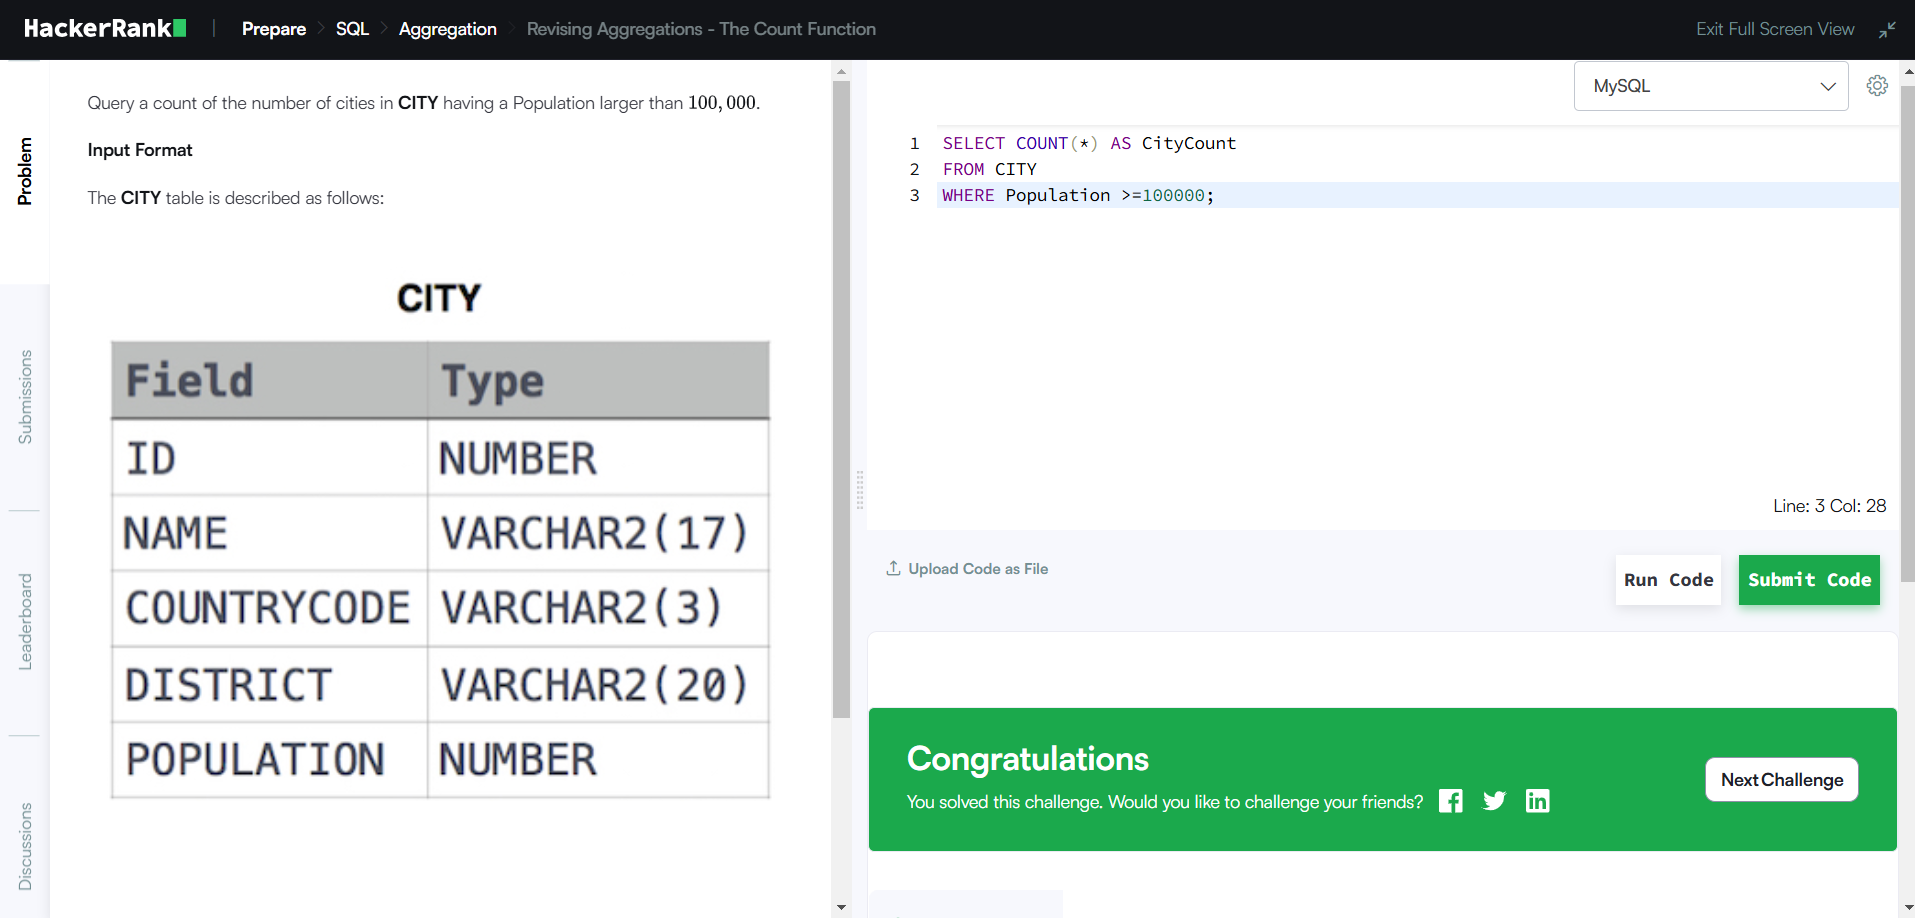 HackerRank | Prepare > SQL > Aggregation > Revising Aggregations - The Count Function
Exit Full Screen View
Problem
Submissions
Leaderboard
Discussions
Query a count of the number of cities in CITY having a Population larger than 100,000.
Input Format
The CITY table is described as follows:
CITY
Field Type
ID NUMBER
NAME VARCHAR2(17)
COUNTRYCODE VARCHAR2(3)
DISTRICT VARCHAR2(20)
POPULATION NUMBER
MySQL
1 SELECT COUNT(*) AS CityCount
2 FROM CITY
3 WHERE Population >=100000;
Line: 3 Col: 28
Upload Code as File
Run Code
Submit Code
Congratulations
You solved this challenge. Would you like to challenge your friends?
Next Challenge